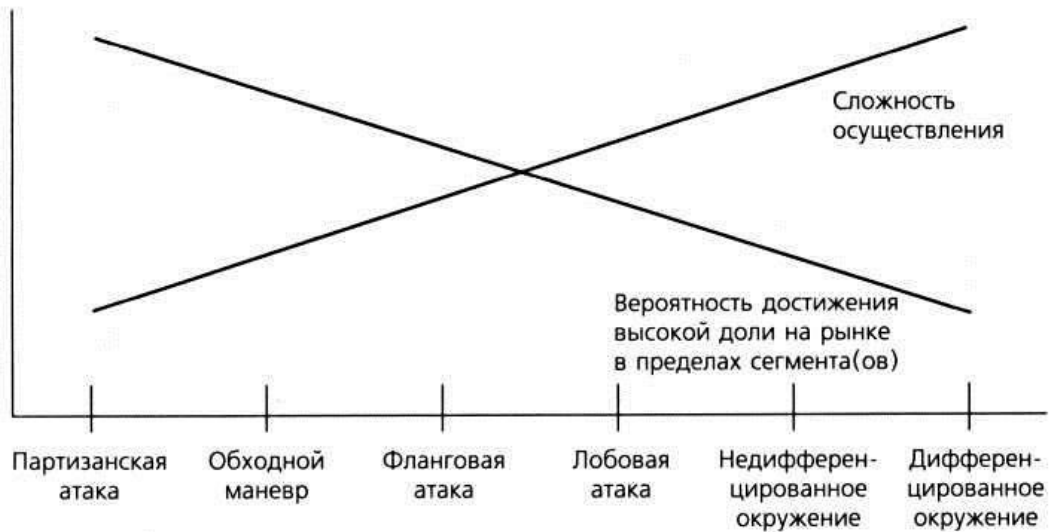 Сложность
осуществления
Вероятность достижения
высокой доли на рынке
в пределах сегмента(ов)
Партизанская
атака
Обходной
маневр
Фланговая
атака
Лобовая
атака
Недифферен-
цированное
окружение
Дифферен-
цированное
окружение